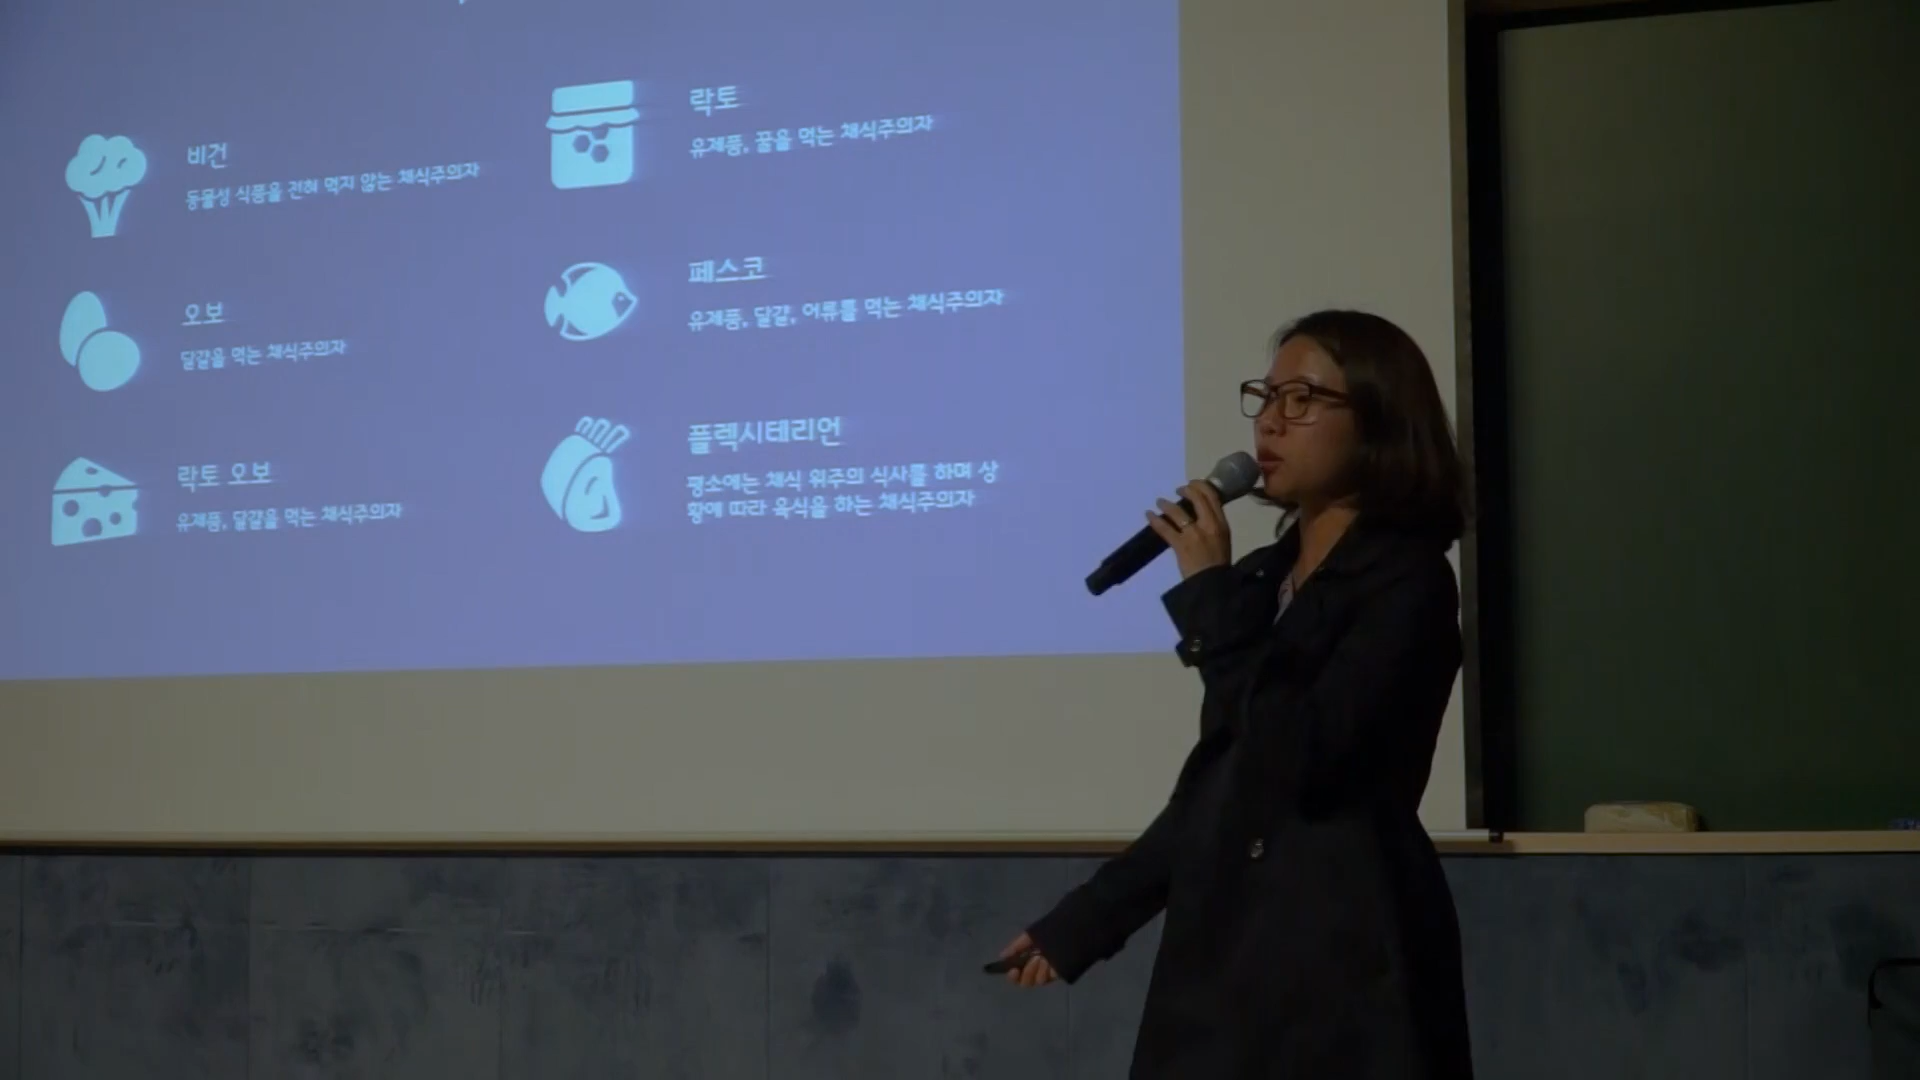 비건
동물성 식품을 전혀 먹지 않는 채식주의자
오보
달걀을 먹는 채식주의자
락토 오보
유제품, 달걀을 먹는 채식주의자
락토
유제품, 꿀을 먹는 채식주의자
페스코
유제품, 달걀, 어류를 먹는 채식주의자
플렉시테리언
평소에는 채식 위주의 식사를 하며 상
황에 따라 육식을 하는 채식주의자